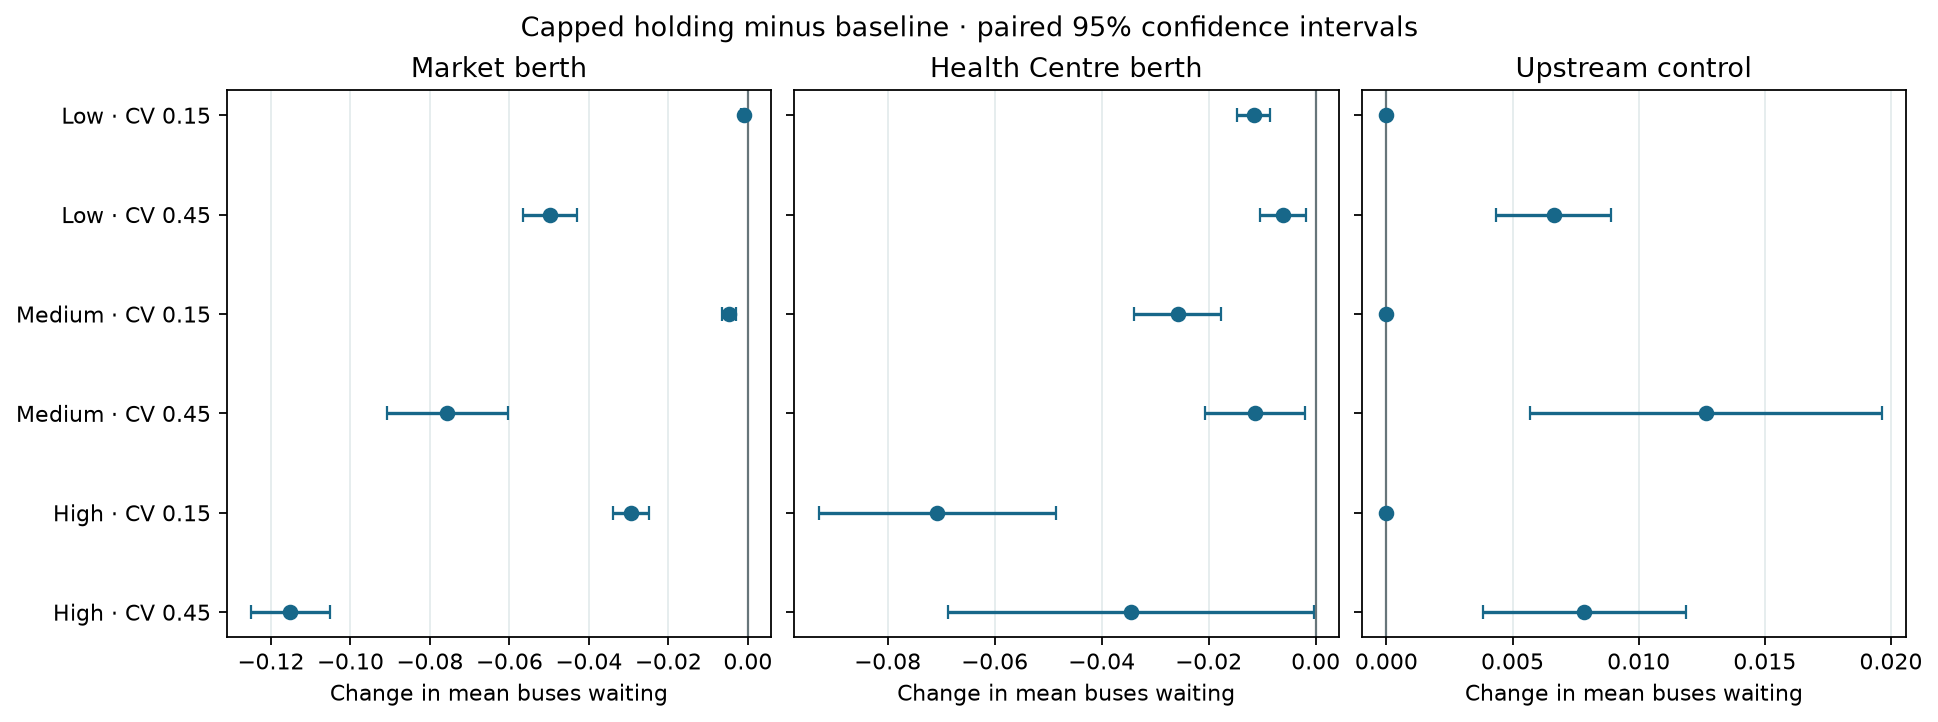 Capped holding minus baseline · paired 95% confidence intervals
Market berth
Health Centre berth
Upstream control
Low · CV 0.15
Low · CV 0.45
Medium · CV 0.15
Medium · CV 0.45
High · CV 0.15
High · CV 0.45
−0.12 −0.10 −0.08 −0.06 −0.04 −0.02 0.00
−0.08 −0.06 −0.04 −0.02 0.00
0.000 0.005 0.010 0.015 0.020
Change in mean buses waiting
Change in mean buses waiting
Change in mean buses waiting